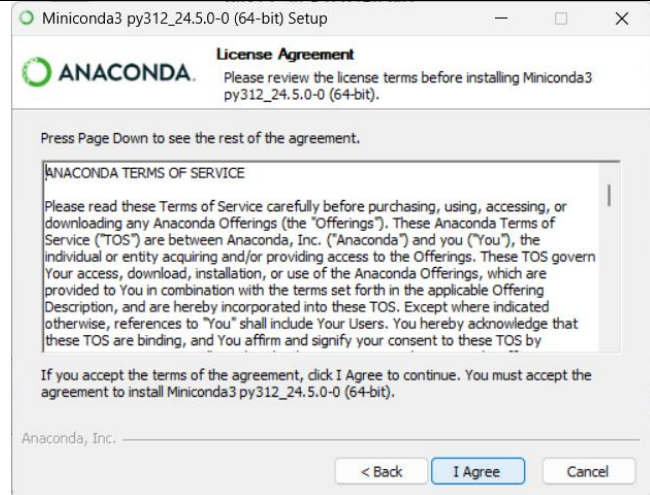 Miniconda3 py312_24.5.0-0 (64-bit) Setup
ANACONDA.
License Agreement
Please review the license terms before installing Miniconda3
py312_24.5.0-0 (64-bit).
Press Page Down to see the rest of the agreement.
ANACONDA TERMS OF SERVICE
Please read these Terms of Service carefully before purchasing, using, accessing, or
downloading any Anaconda Offerings (the "Offerings"). These Anaconda Terms of
Service ("TOS") are between Anaconda, Inc. ("Anaconda") and you ("You"), the
individual or entity acquiring and/or providing access to the Offerings. These TOS govern
Your access, download, installation, or use of the Anaconda Offerings, which are
provided to You in combination with the terms set forth in the applicable Offering
Description, and are hereby incorporated into these TOS. Except where indicated
otherwise, references to "You" shall include Your Users. You hereby acknowledge that
these TOS are binding, and You affirm and signify your consent to these TOS by
If you accept the terms of the agreement, click I Agree to continue. You must accept the
agreement to install Miniconda3 py312_24.5.0-0 (64-bit).
Anaconda, Inc.
< Back
I Agree
Cancel